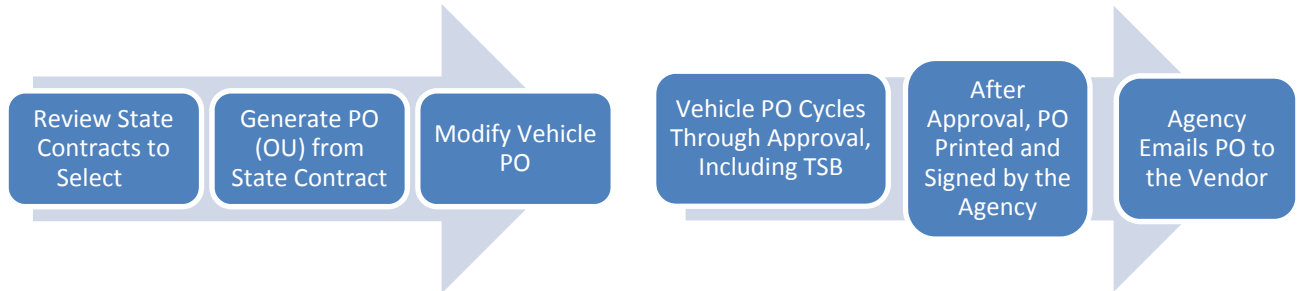 Review State
Contracts to
Select
Generate PO
(OU) from
State Contract
Modify Vehicle
PO
Vehicle PO Cycles
Through Approval,
Including TSB
After
Approval, PO
Printed and
Signed by the
Agency
Agency
Emails PO to
the Vendor